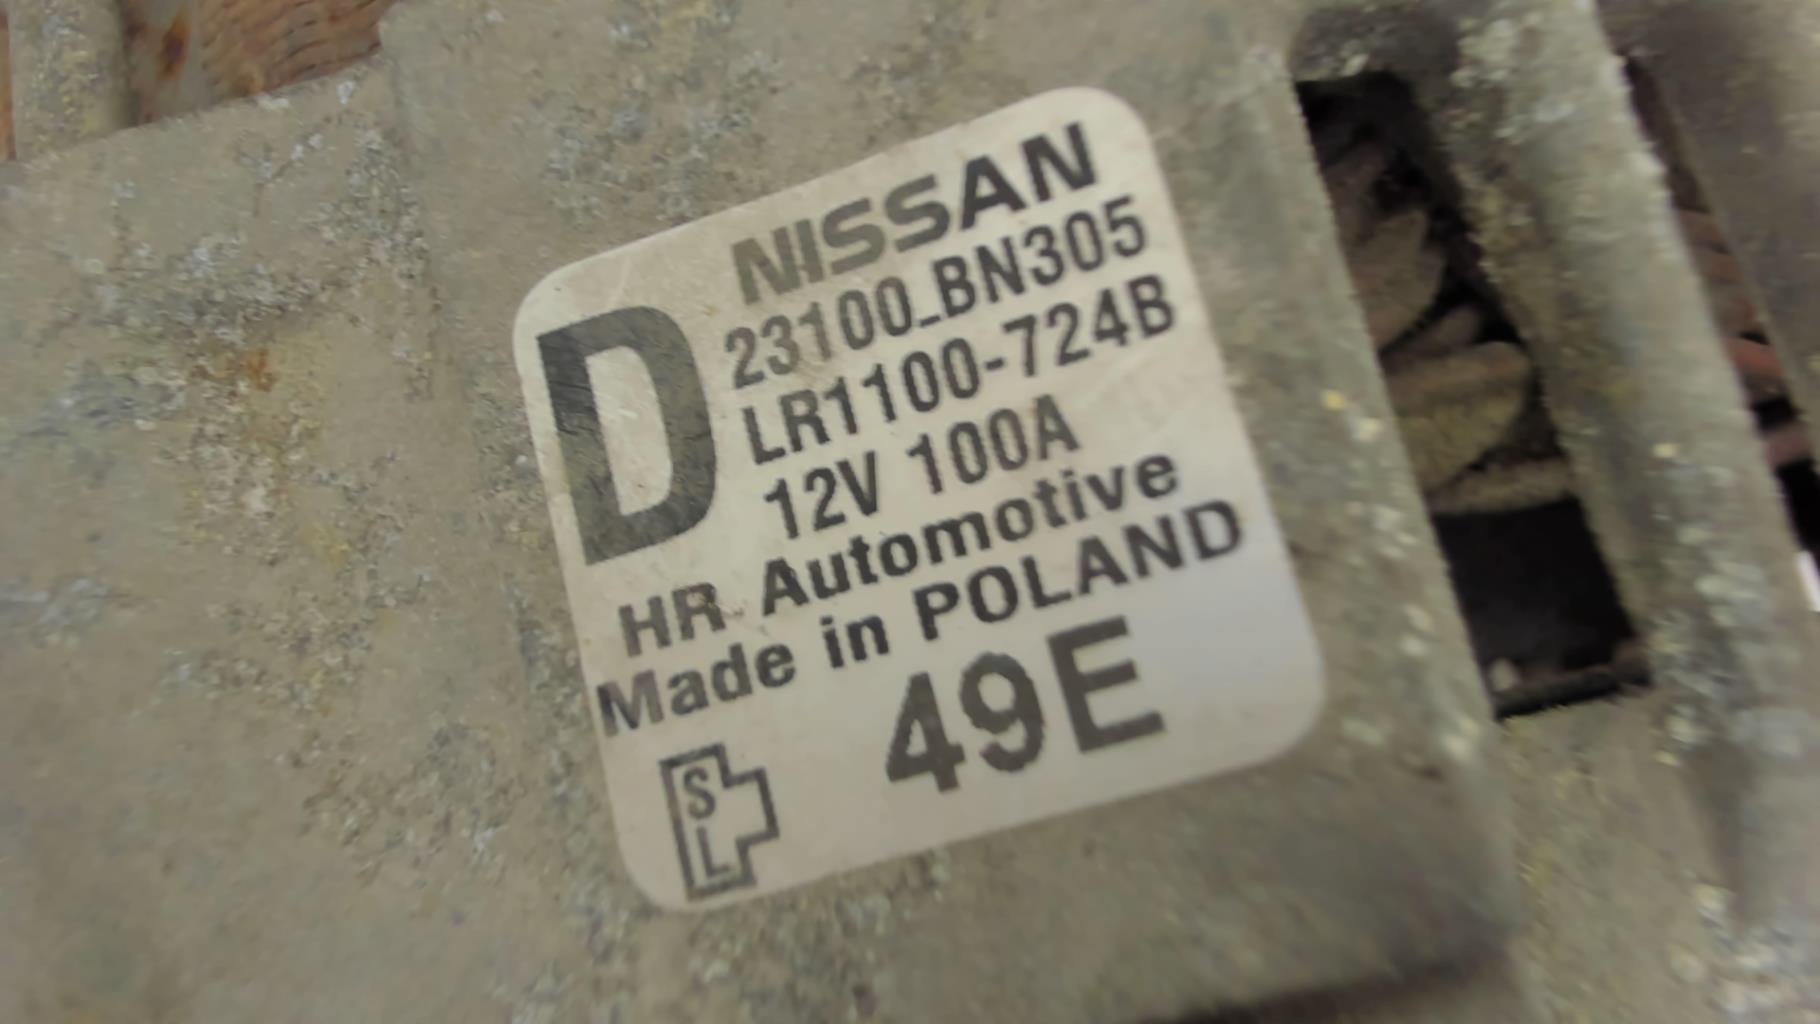 NISSAN
D
23100_BN305
LR1100-724B
12V 100A
HR Automotive
Made in POLAND
49E
S
L